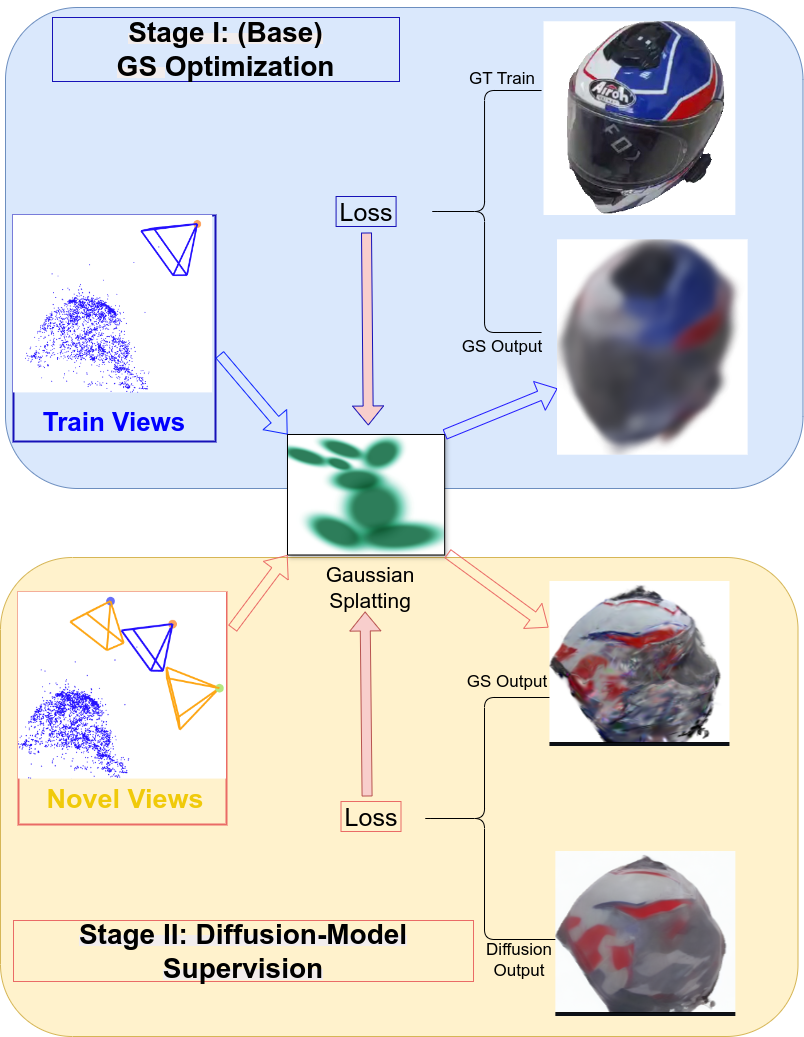 Stage I: (Base)
GS Optimization
GT Train
Airoh
Loss
GS Output
Train Views
Gaussian
Splatting
GS Output
Novel Views
Loss
Stage II: Diffusion-Model
Supervision
Diffusion
Output